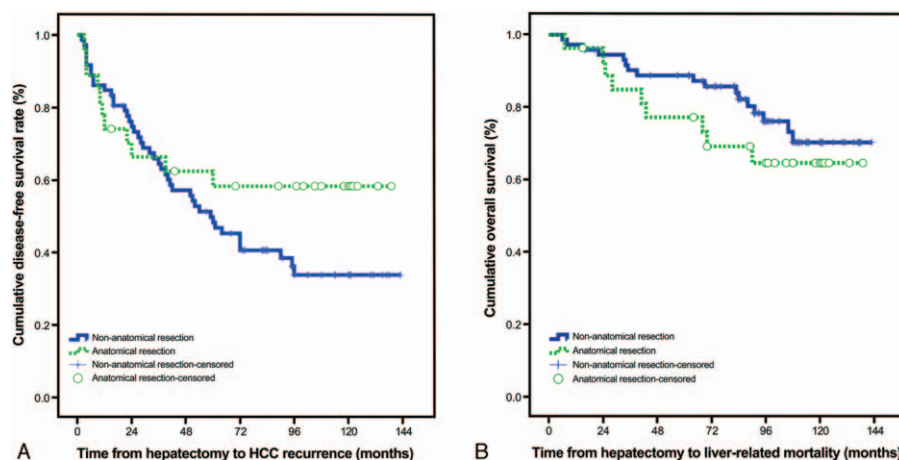 Cumulative disease-free survival rate (%)
1.0
0.8
0.6
0.4
0.2
0.0
Non-anatomical resection
Anatomical resection
Non-anatomical resection-censored
Anatomical resection-censored
0 24 48 72 96 120 144
A Time from hepatectomy to HCC recurrence (months)
Cumulative overall survival (%)
1.0
0.8
0.6
0.4
0.2
0.0
Non-anatomical resection
Anatomical resection
Non-anatomical resection-censored
Anatomical resection-censored
0 24 48 72 96 120 144
B Time from hepatectomy to liver-related mortality (months)